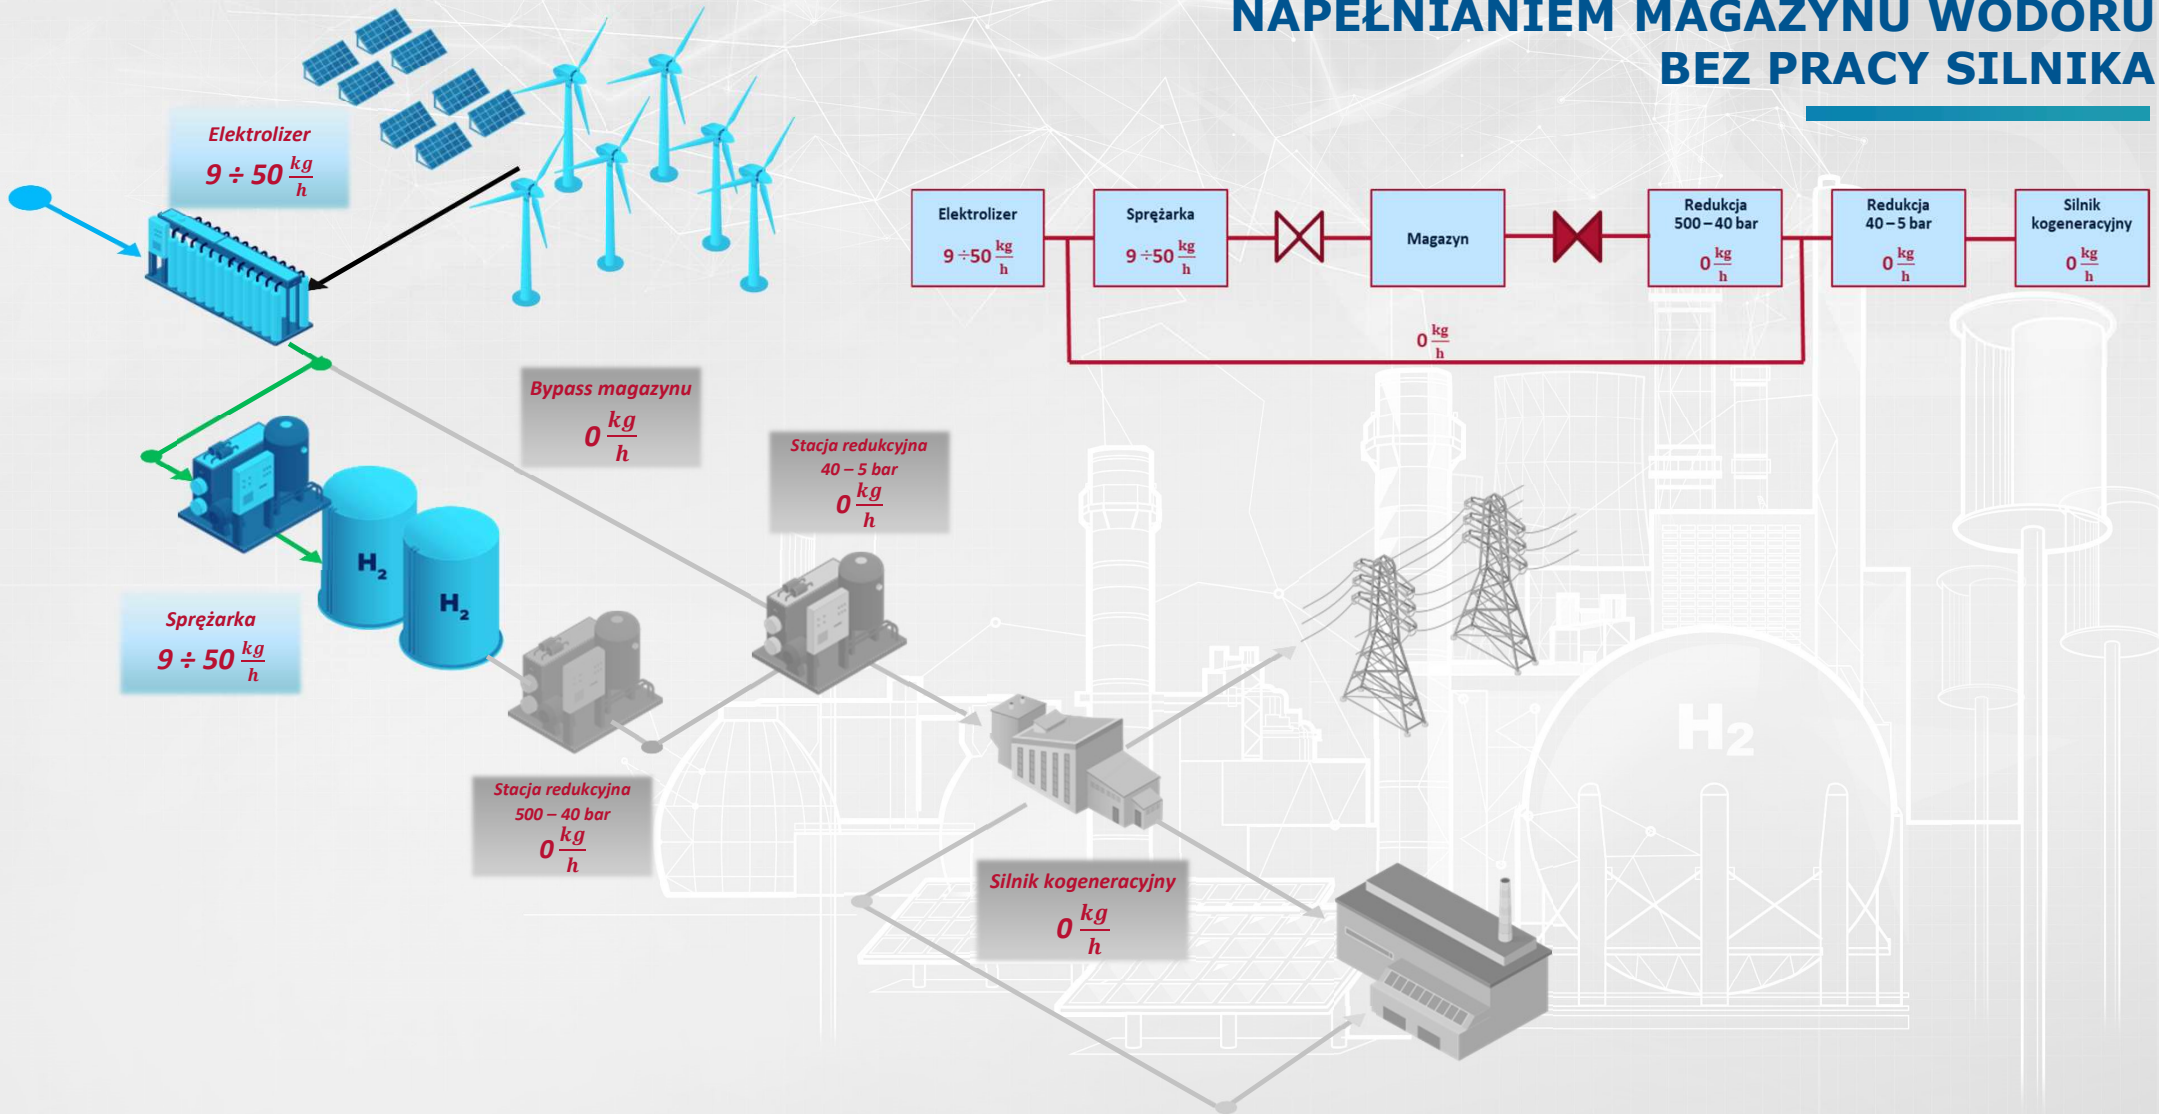 NAPEŁNIANIEM MAGAZYNU WODORU
BEZ PRACY SILNIKA
Elektrolizer
9 ÷ 50 kg/h
Elektrolizer
9 ÷50 kg/h
Sprężarka
9 ÷50 kg/h
Magazyn
Redukcja
500 – 40 bar
0 kg/h
Redukcja
40 – 5 bar
0 kg/h
Silnik
kogeneracyjny
0 kg/h
0 kg/h
Bypass magazynu
0 kg/h
Stacja redukcyjna
40 – 5 bar
0 kg/h
H₂
H₂
Sprężarka
9 ÷ 50 kg/h
Stacja redukcyjna
500 – 40 bar
0 kg/h
Silnik kogeneracyjny
0 kg/h
H₂